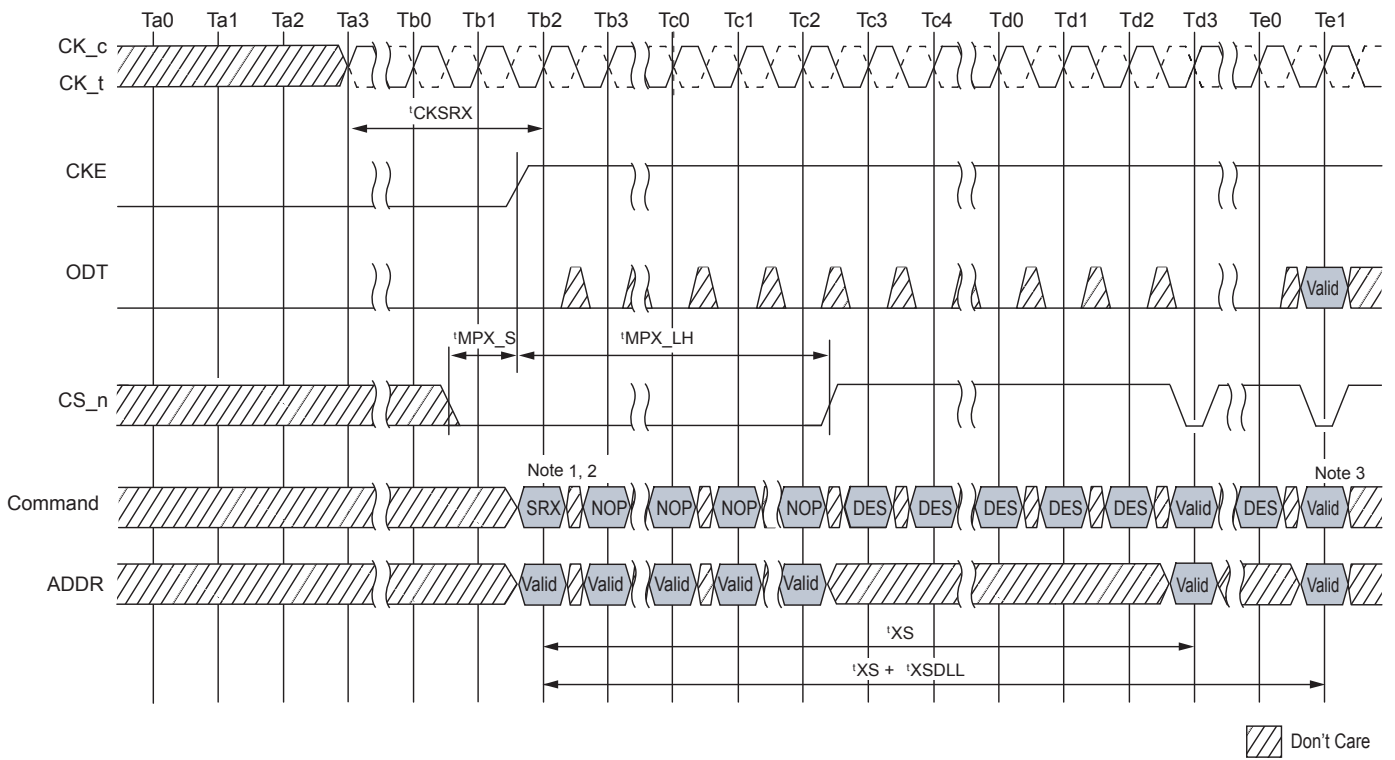 Ta0 Ta1 Ta2 Ta3 Tb0 Tb1 Tb2 Tb3 Tc0 Tc1 Tc2 Tc3 Tc4 Td0 Td1 Td2 Td3 Te0 Te1
CK_c
CK_t
tCKSRX
CKE
ODT
Valid
tMPX_S tMPX_LH
CS_n
Note 1, 2 Note 3
Command SRX NOP NOP NOP NOP DES DES DES DES DES Valid DES Valid
ADDR Valid Valid Valid Valid Valid Valid Valid
tXS
tXS + tXSDLL
Don't Care